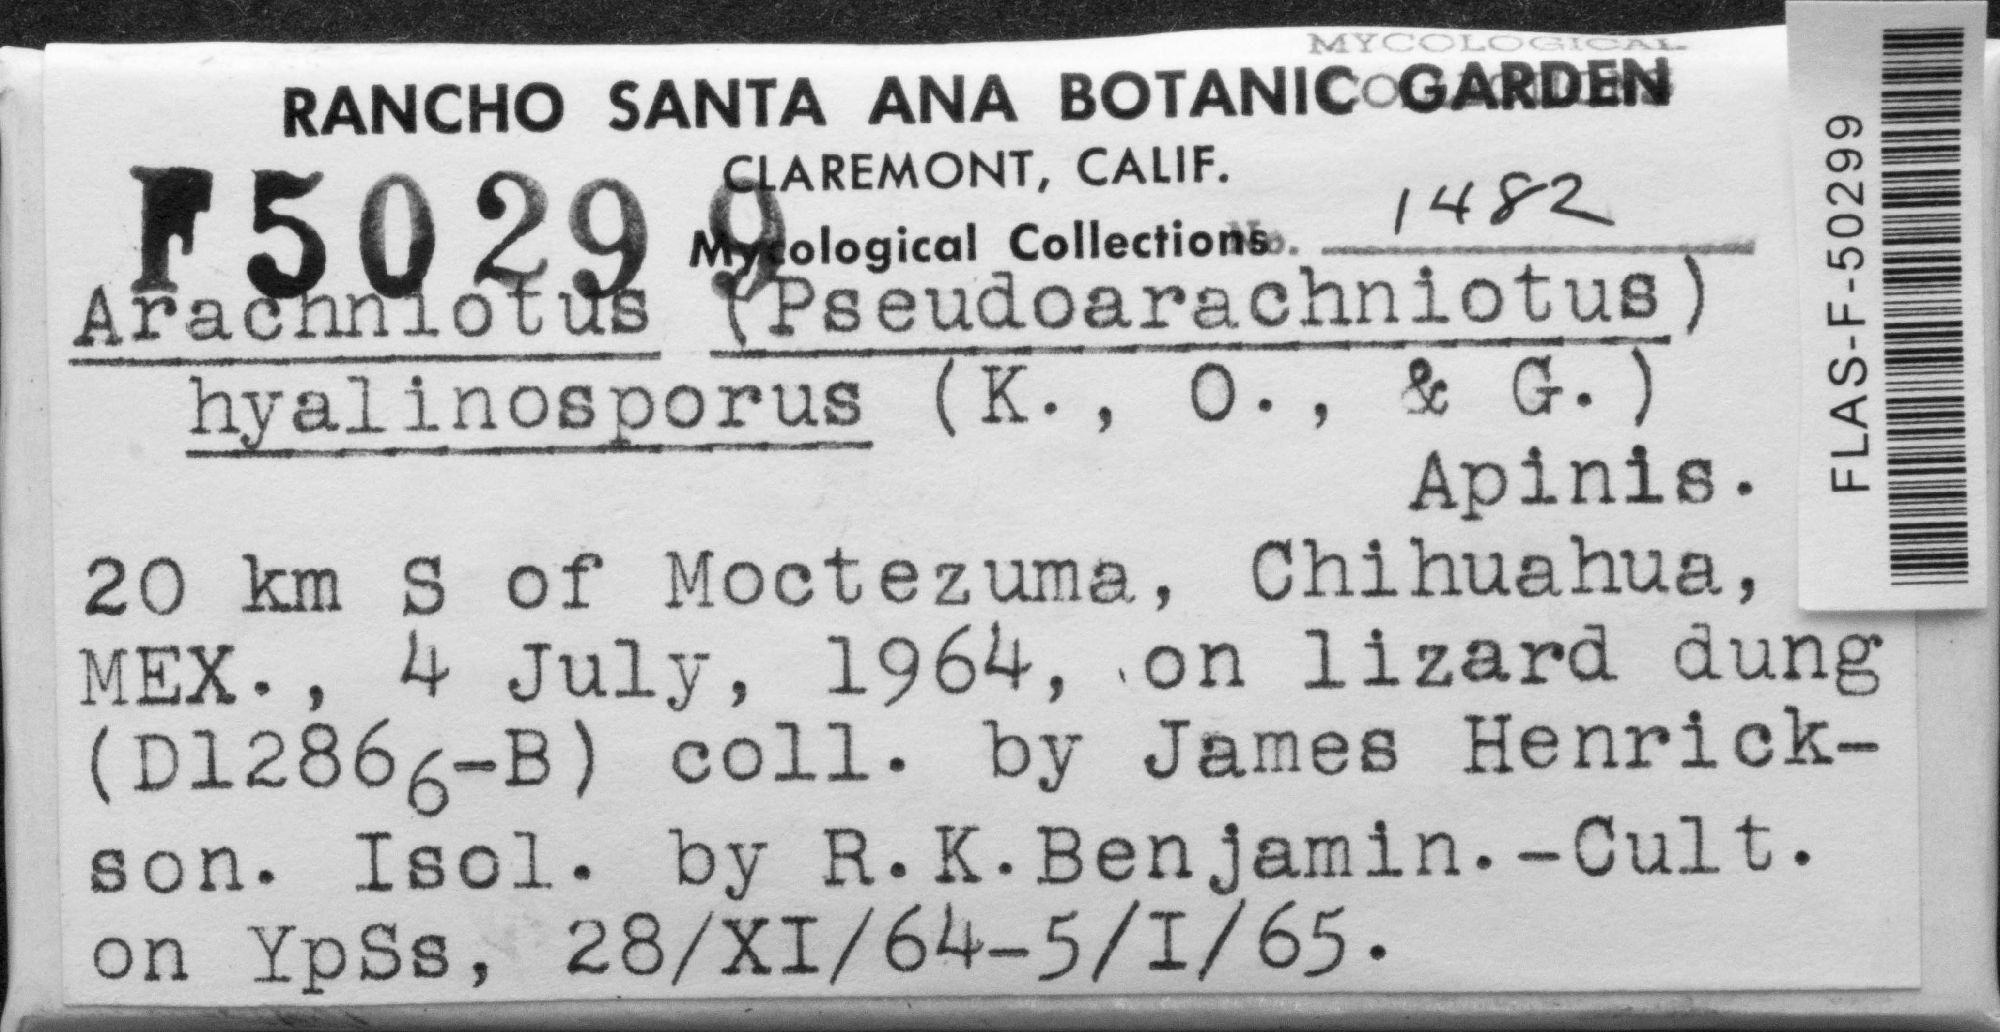 MYCOLOGICAL
RANCHO SANTA ANA BOTANIC GARDEN
CLAREMONT, CALIF.
F50299
Mycological Collections No. 1482
Arachniotus (Pseudoarachniotus)
hyalinosporus (K., O., & G.)
Apinis.
20 km S of Moctezuma, Chihuahua,
MEX., 4 July, 1964, on lizard dung
(D12866-B) coll. by James Henrick-
son. Isol. by R.K.Benjamin.-Cult.
on YpSs, 28/XI/64-5/I/65.
FLAS-F-50299